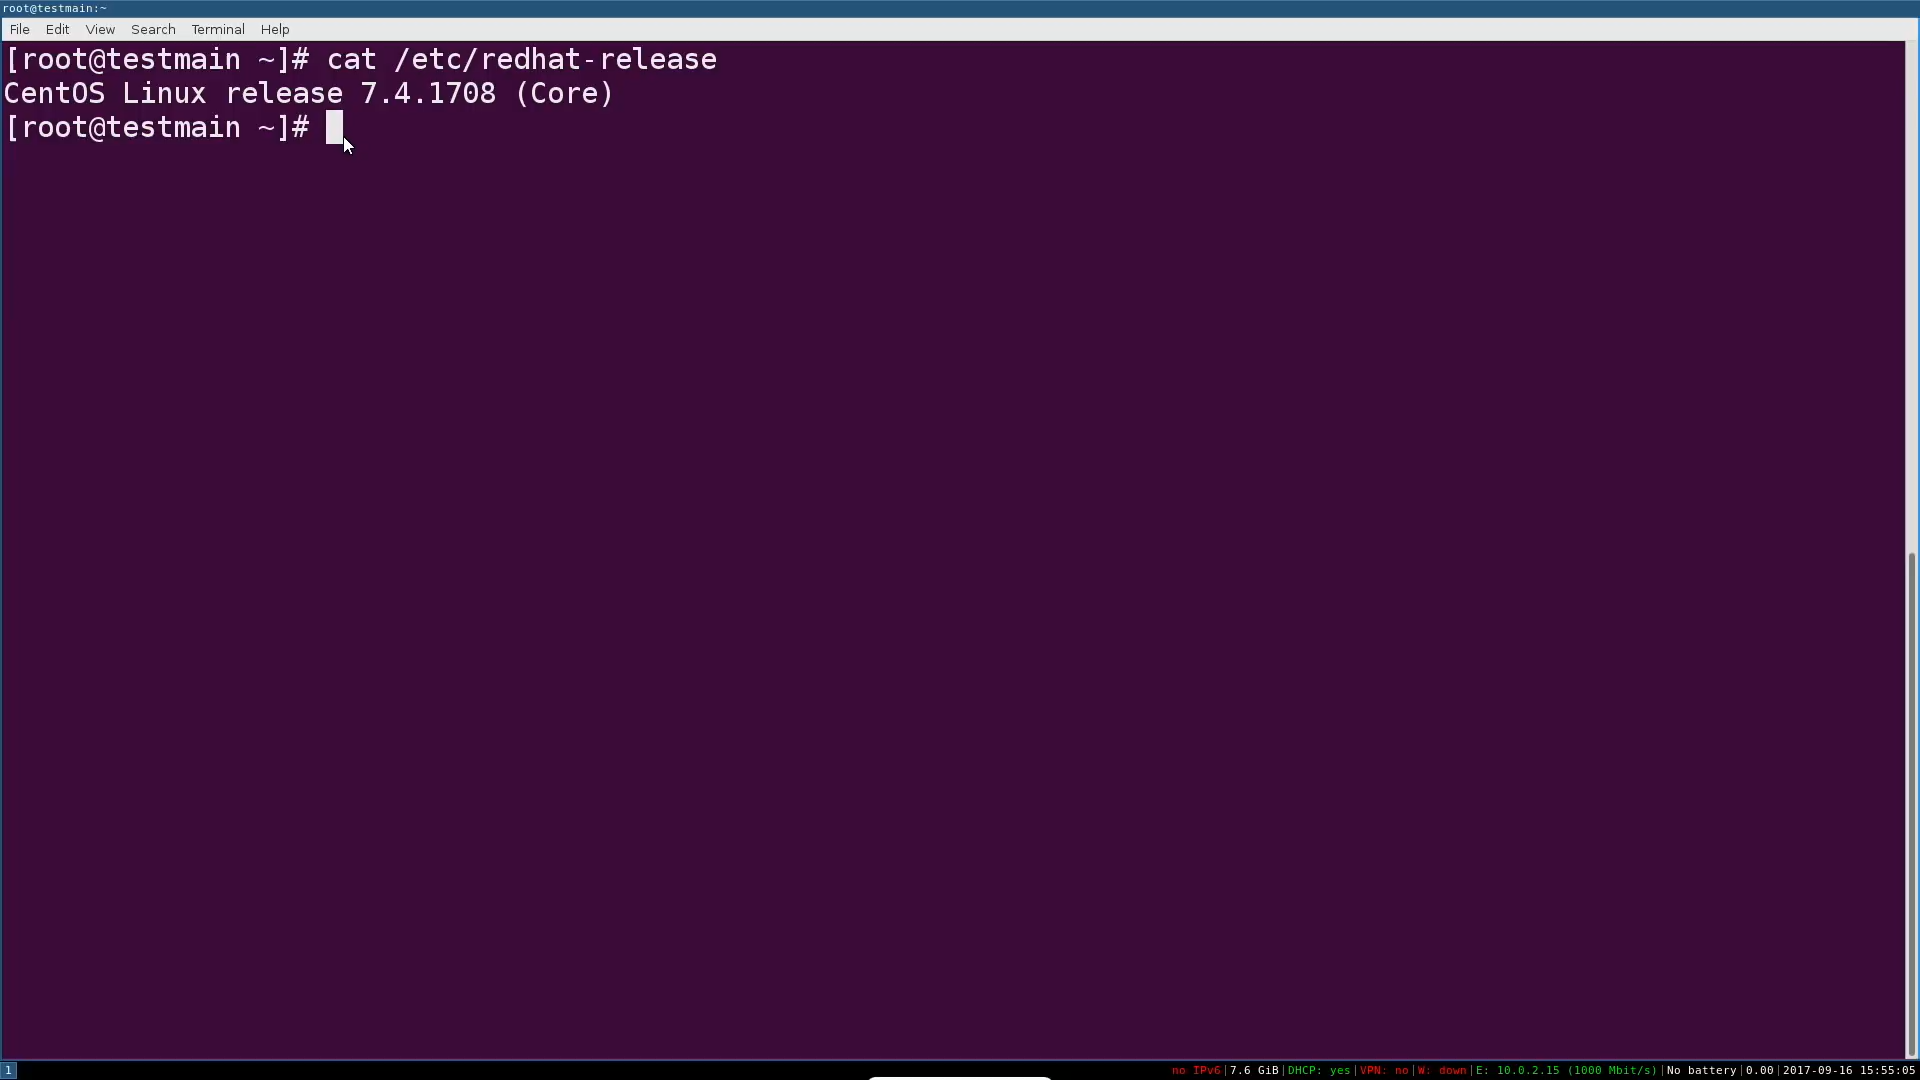 root@testmain:~
File Edit View Search Terminal Help
[root@testmain ~]# cat /etc/redhat-release
CentOS Linux release 7.4.1708 (Core)
[root@testmain ~]#
1 no IPv6|7.6 GiB|DHCP: yes|VPN: no|W: down|E: 10.0.2.15 (1000 Mbit/s)|No battery|0.00|2017-09-16 15:55:05